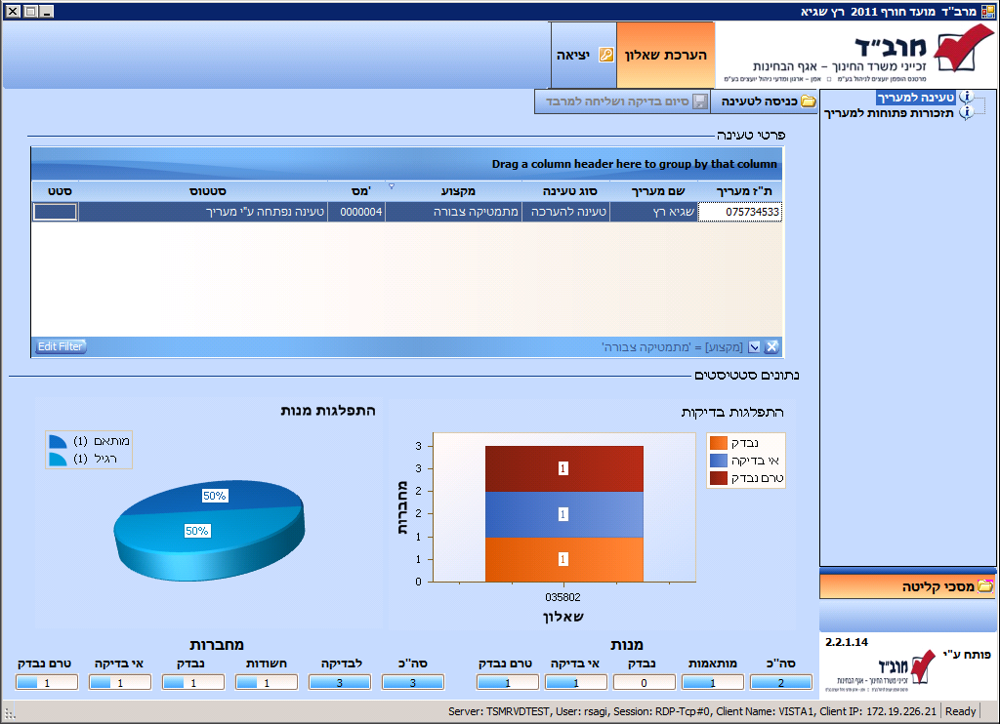 מרב"ד מועד חורף 2011 רץ שגיא
מרב"ד
זכייני משרד החינוך – אגף הבחינות
מרטנס הופמן יועצים לניהול בע"מ □ אמן - ארגון ומדעי ניהול יועצים בע"מ
הערכת שאלון
יציאה
כניסה לטעינה
סיום בדיקה ושליחה למרבד
טעינה למעריך
תזכורות פתוחות למעריך
פרטי טעינה
Drag a column header here to group by that column
ת"ז מעריך שם מעריך סוג טעינה מקצוע מס' סטטוס סטט
075734533 שגיא רץ טעינה להערכה מתמטיקה צבורה 0000004 טעינה נפתחה ע"י מעריך
[מקצוע] = 'מתמטיקה צבורה'
Edit Filter
נתונים סטטיסטים
התפלגות בדיקות
נבדק
אי בדיקה
טרם נבדק
מחברות
3
3
2
2
1
1
0
1
1
1
035802
שאלון
התפלגות מנות
מותאם (1)
רגיל (1)
50%
50%
מנות
סה"כ מותאמות נבדק אי בדיקה טרם נבדק
2 1 0 1 1
מחברות
סה"כ לבדיקה חשודות נבדק אי בדיקה טרם נבדק
3 3 1 1 1 1
מסכי קליטה
2.2.1.14
פותח ע"י
מרב"ד
זכייני משרד החינוך - אגף הבחינות
Server: TSMRVDTEST, User: rsagi, Session: RDP-Tcp#0, Client Name: VISTA1, Client IP: 172.19.226.21 Ready